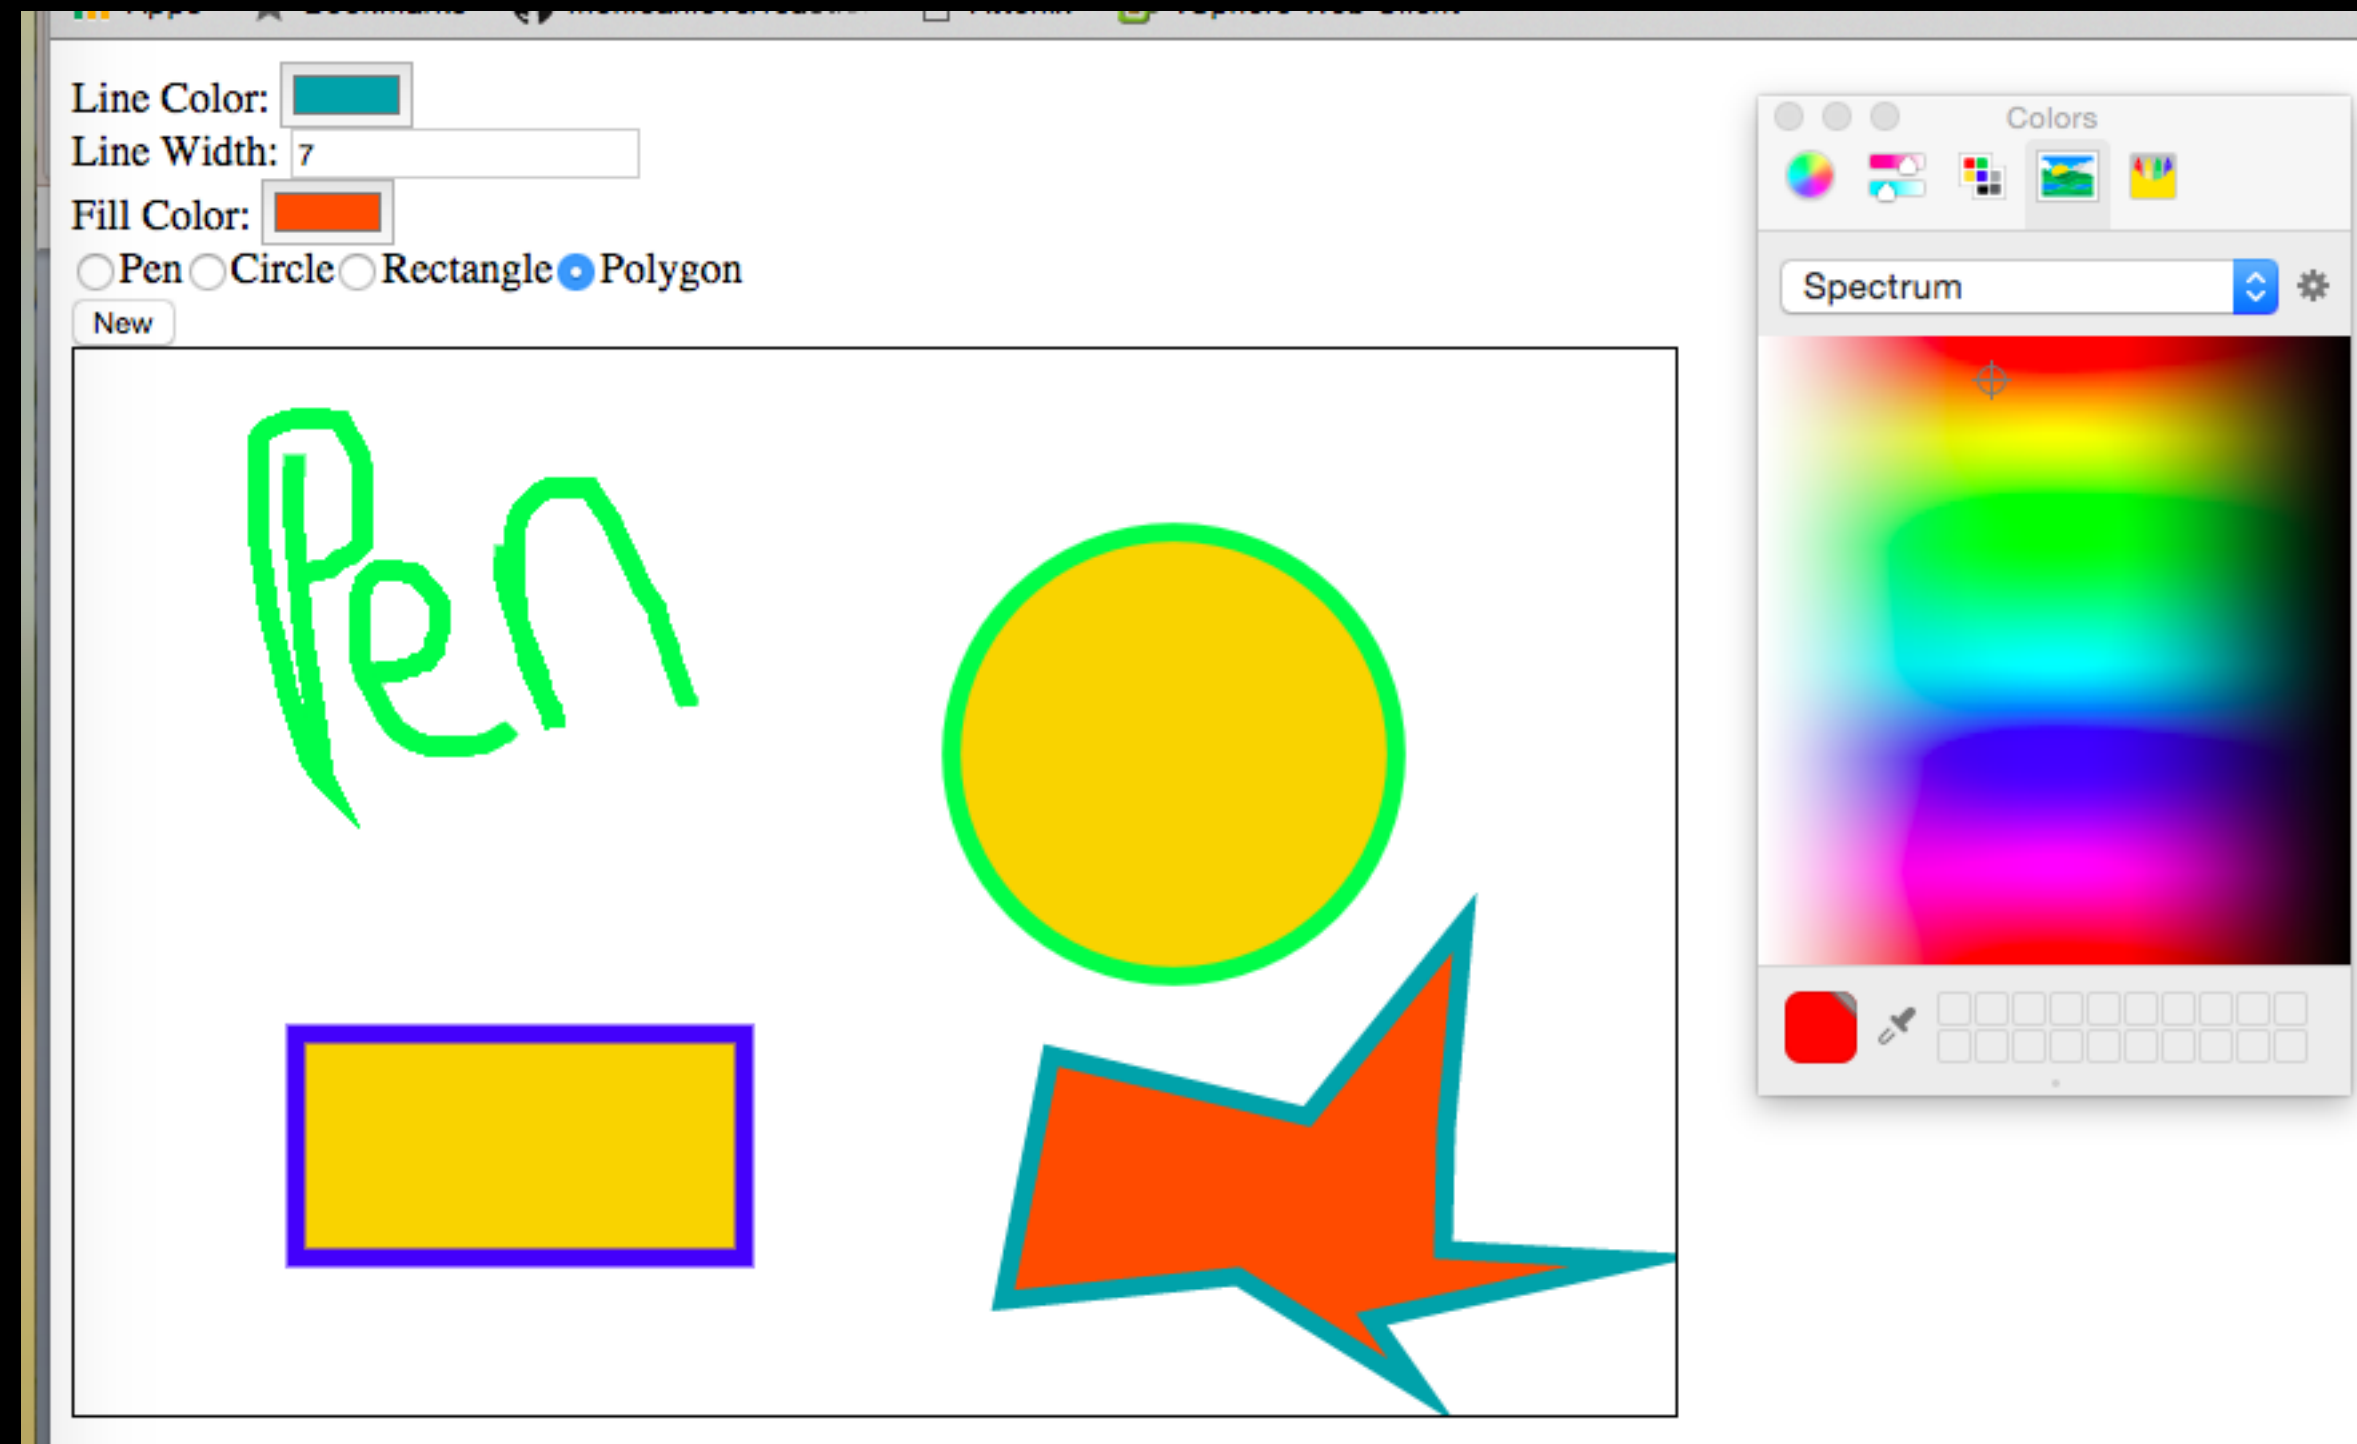 Line Color:
Line Width: 7
Fill Color:
Pen Circle Rectangle Polygon
New
Pen
Colors
Spectrum